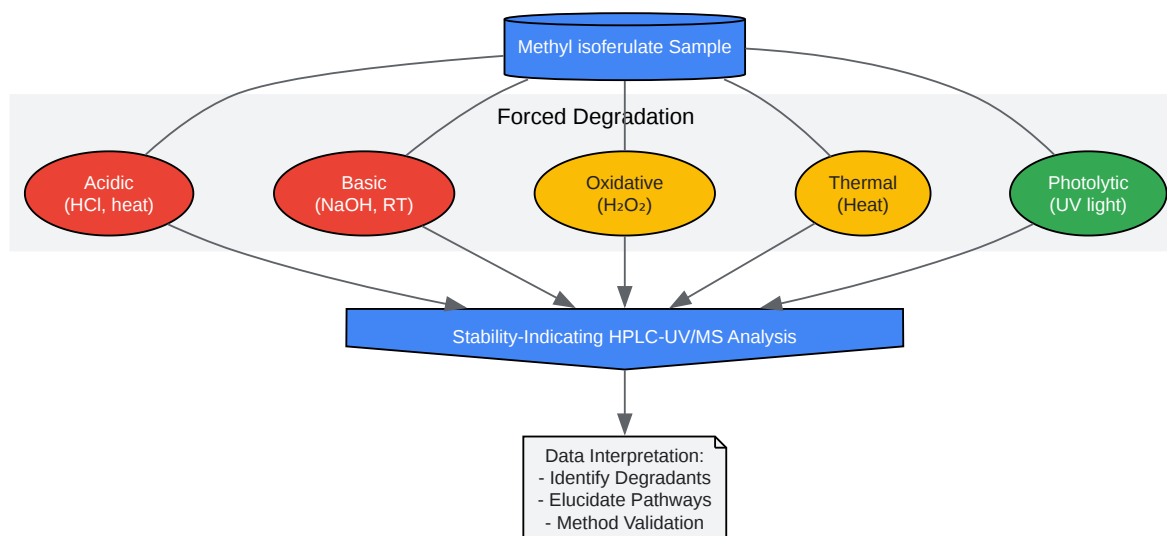 Methyl isoferulate Sample
Forced Degradation
Acidic
(HCl, heat)
Basic
(NaOH, RT)
Oxidative
(H₂O₂)
Thermal
(Heat)
Photolytic
(UV light)
Stability-Indicating HPLC-UV/MS Analysis
Data Interpretation:
- Identify Degradants
- Elucidate Pathways
- Method Validation